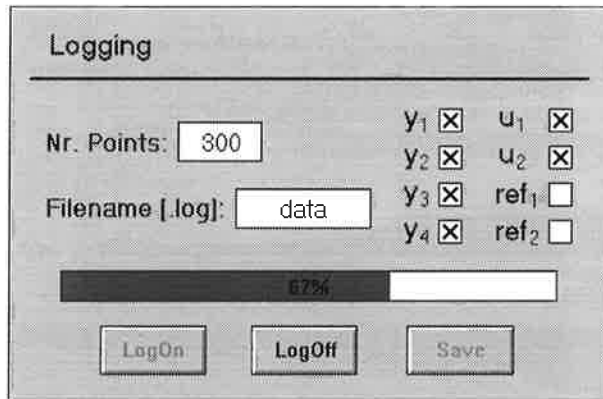 Logging
y₁ u₁
Nr. Points: 300
y₂ u₂
Filename [.log]: data
y₃ ref₁
y₄ ref₂
67%
LogOn LogOff Save